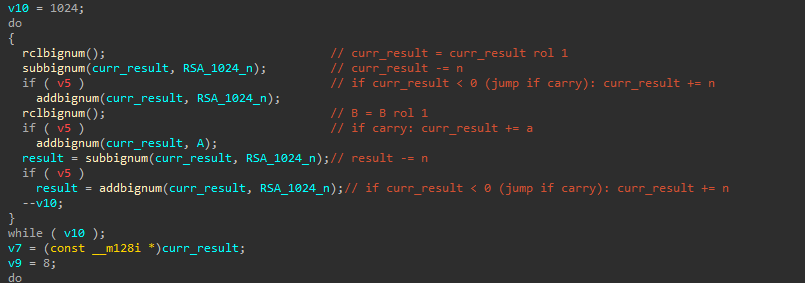 v10 = 1024;
do
{
rclbignum(); // curr_result = curr_result rol 1
subbignum(curr_result, RSA_1024_n); // curr_result -= n
if ( v5 ) // if curr_result < 0 (jump if carry): curr_result += n
addbignum(curr_result, RSA_1024_n);
rclbignum(); // B = B rol 1
if ( v5 ) // if carry: curr_result += a
addbignum(curr_result, A);
result = subbignum(curr_result, RSA_1024_n);// result -= n
if ( v5 )
result = addbignum(curr_result, RSA_1024_n);// if curr_result < 0 (jump if carry): curr_result += n
--v10;
}
while ( v10 );
v7 = (const __m128i *)curr_result;
v9 = 8;
do